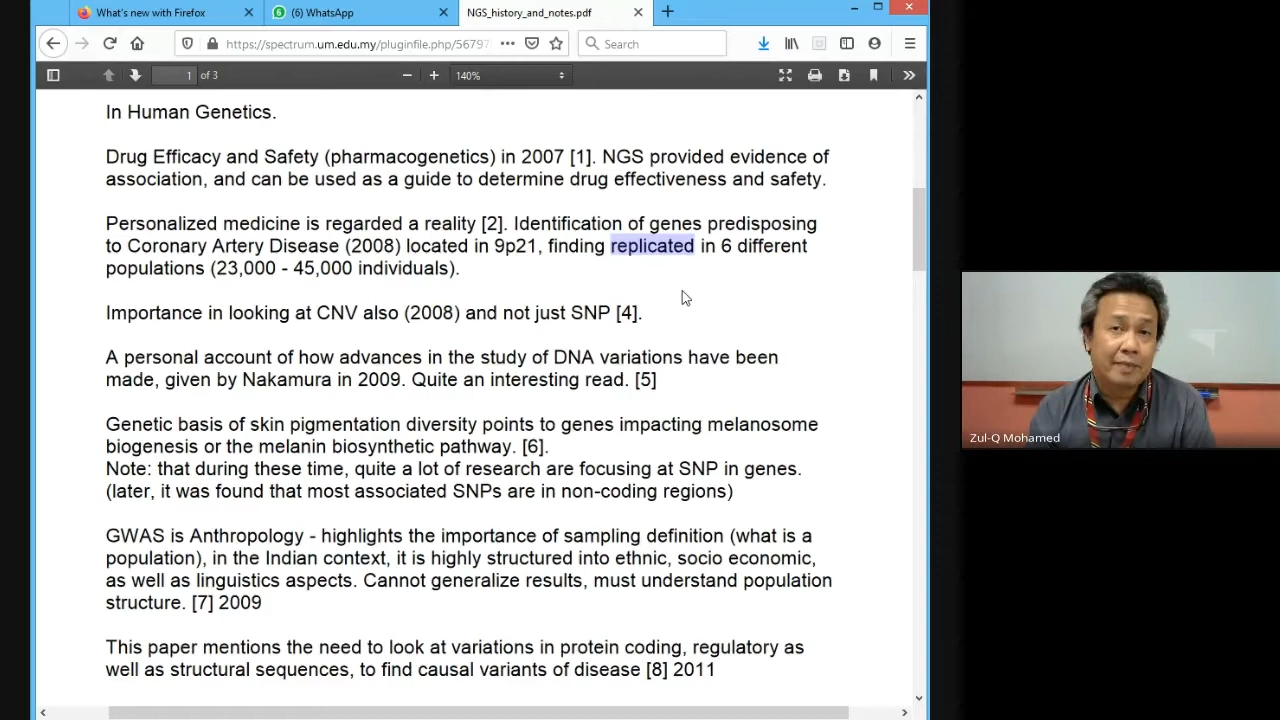 What's new with Firefox
(6) WhatsApp
NGS_history_and_notes.pdf
https://spectrum.um.edu.my/pluginfile.php/56797
Search
1 of 3
140%
In Human Genetics.
Drug Efficacy and Safety (pharmacogenetics) in 2007 [1]. NGS provided evidence of
association, and can be used as a guide to determine drug effectiveness and safety.
Personalized medicine is regarded a reality [2]. Identification of genes predisposing
to Coronary Artery Disease (2008) located in 9p21, finding replicated in 6 different
populations (23,000 - 45,000 individuals).
Importance in looking at CNV also (2008) and not just SNP [4].
A personal account of how advances in the study of DNA variations have been
made, given by Nakamura in 2009. Quite an interesting read. [5]
Genetic basis of skin pigmentation diversity points to genes impacting melanosome
biogenesis or the melanin biosynthetic pathway. [6].
Note: that during these time, quite a lot of research are focusing at SNP in genes.
(later, it was found that most associated SNPs are in non-coding regions)
GWAS is Anthropology - highlights the importance of sampling definition (what is a
population), in the Indian context, it is highly structured into ethnic, socio economic,
as well as linguistics aspects. Cannot generalize results, must understand population
structure. [7] 2009
This paper mentions the need to look at variations in protein coding, regulatory as
well as structural sequences, to find causal variants of disease [8] 2011
Zul-Q Mohamed